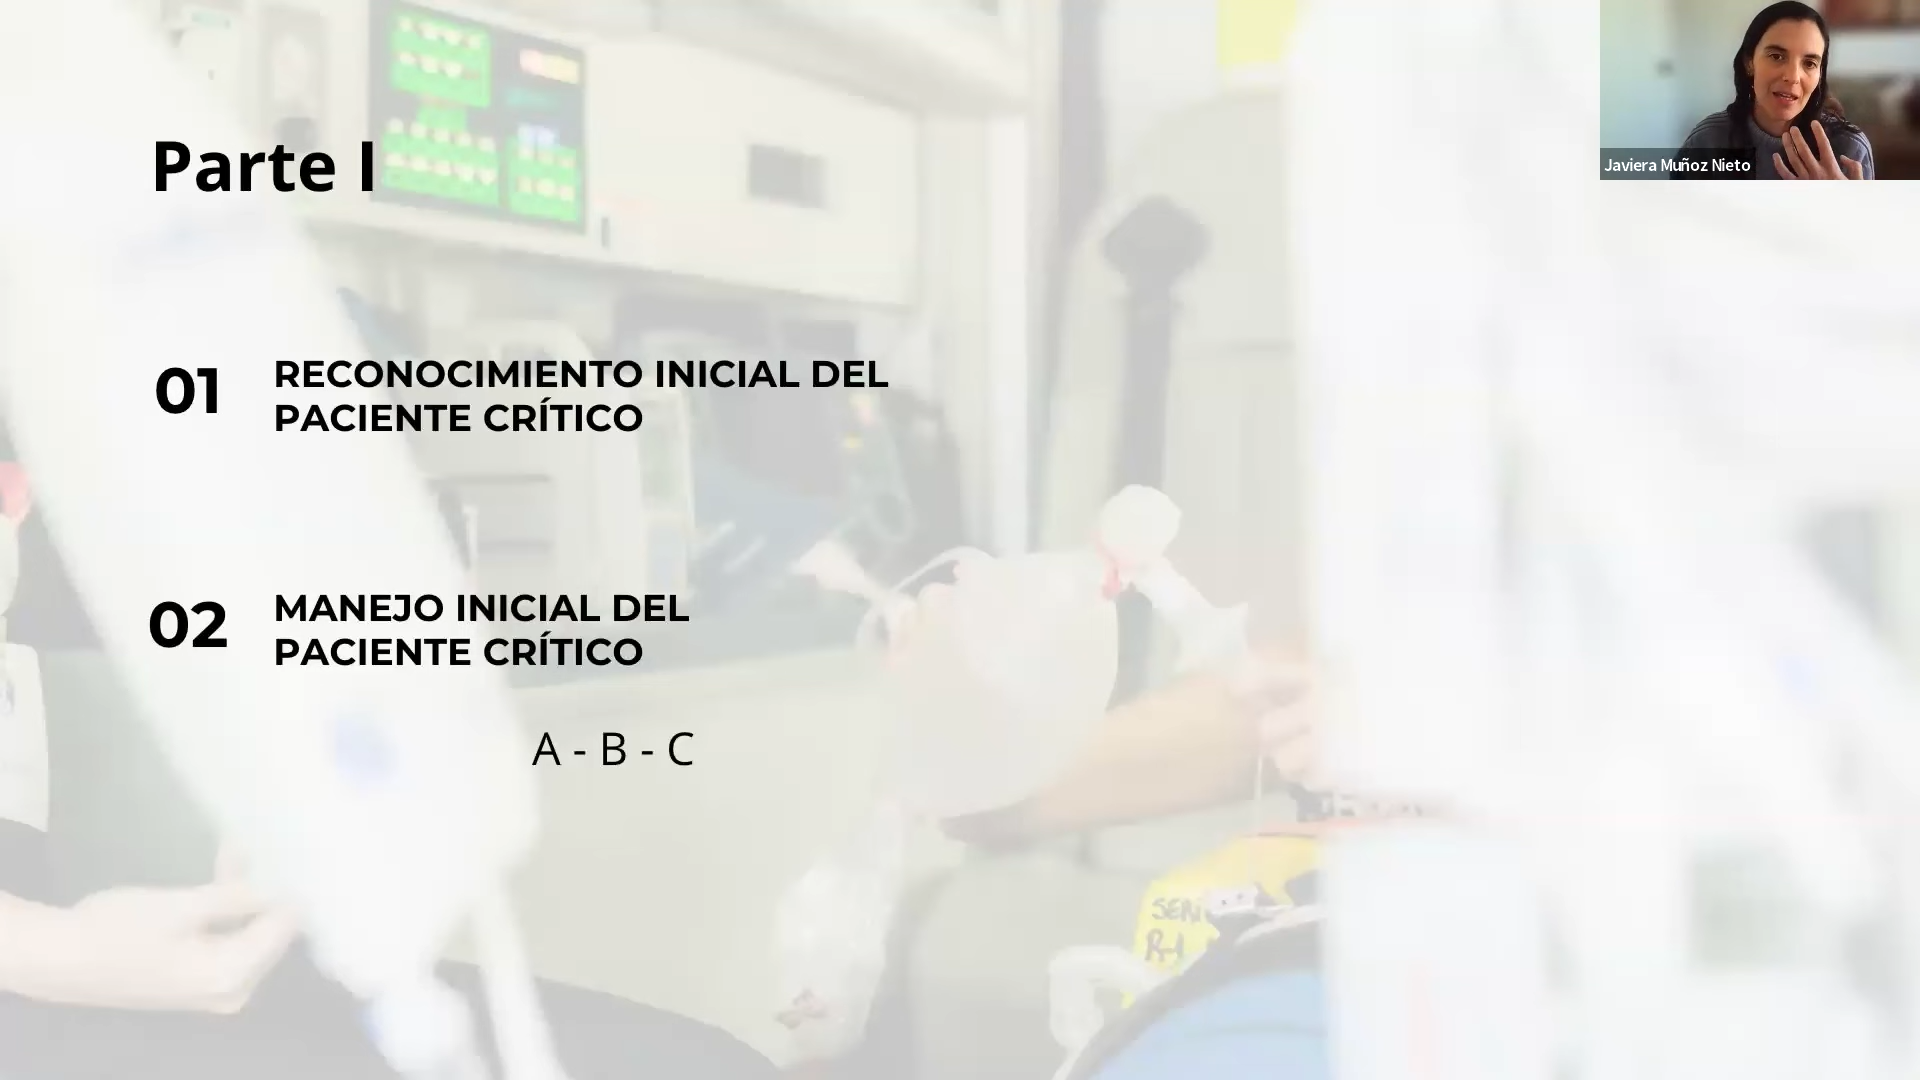 Parte I
Javiera Muñoz Nieto
01
RECONOCIMIENTO INICIAL DEL
PACIENTE CRÍTICO
02
MANEJO INICIAL DEL
PACIENTE CRÍTICO
A - B - C